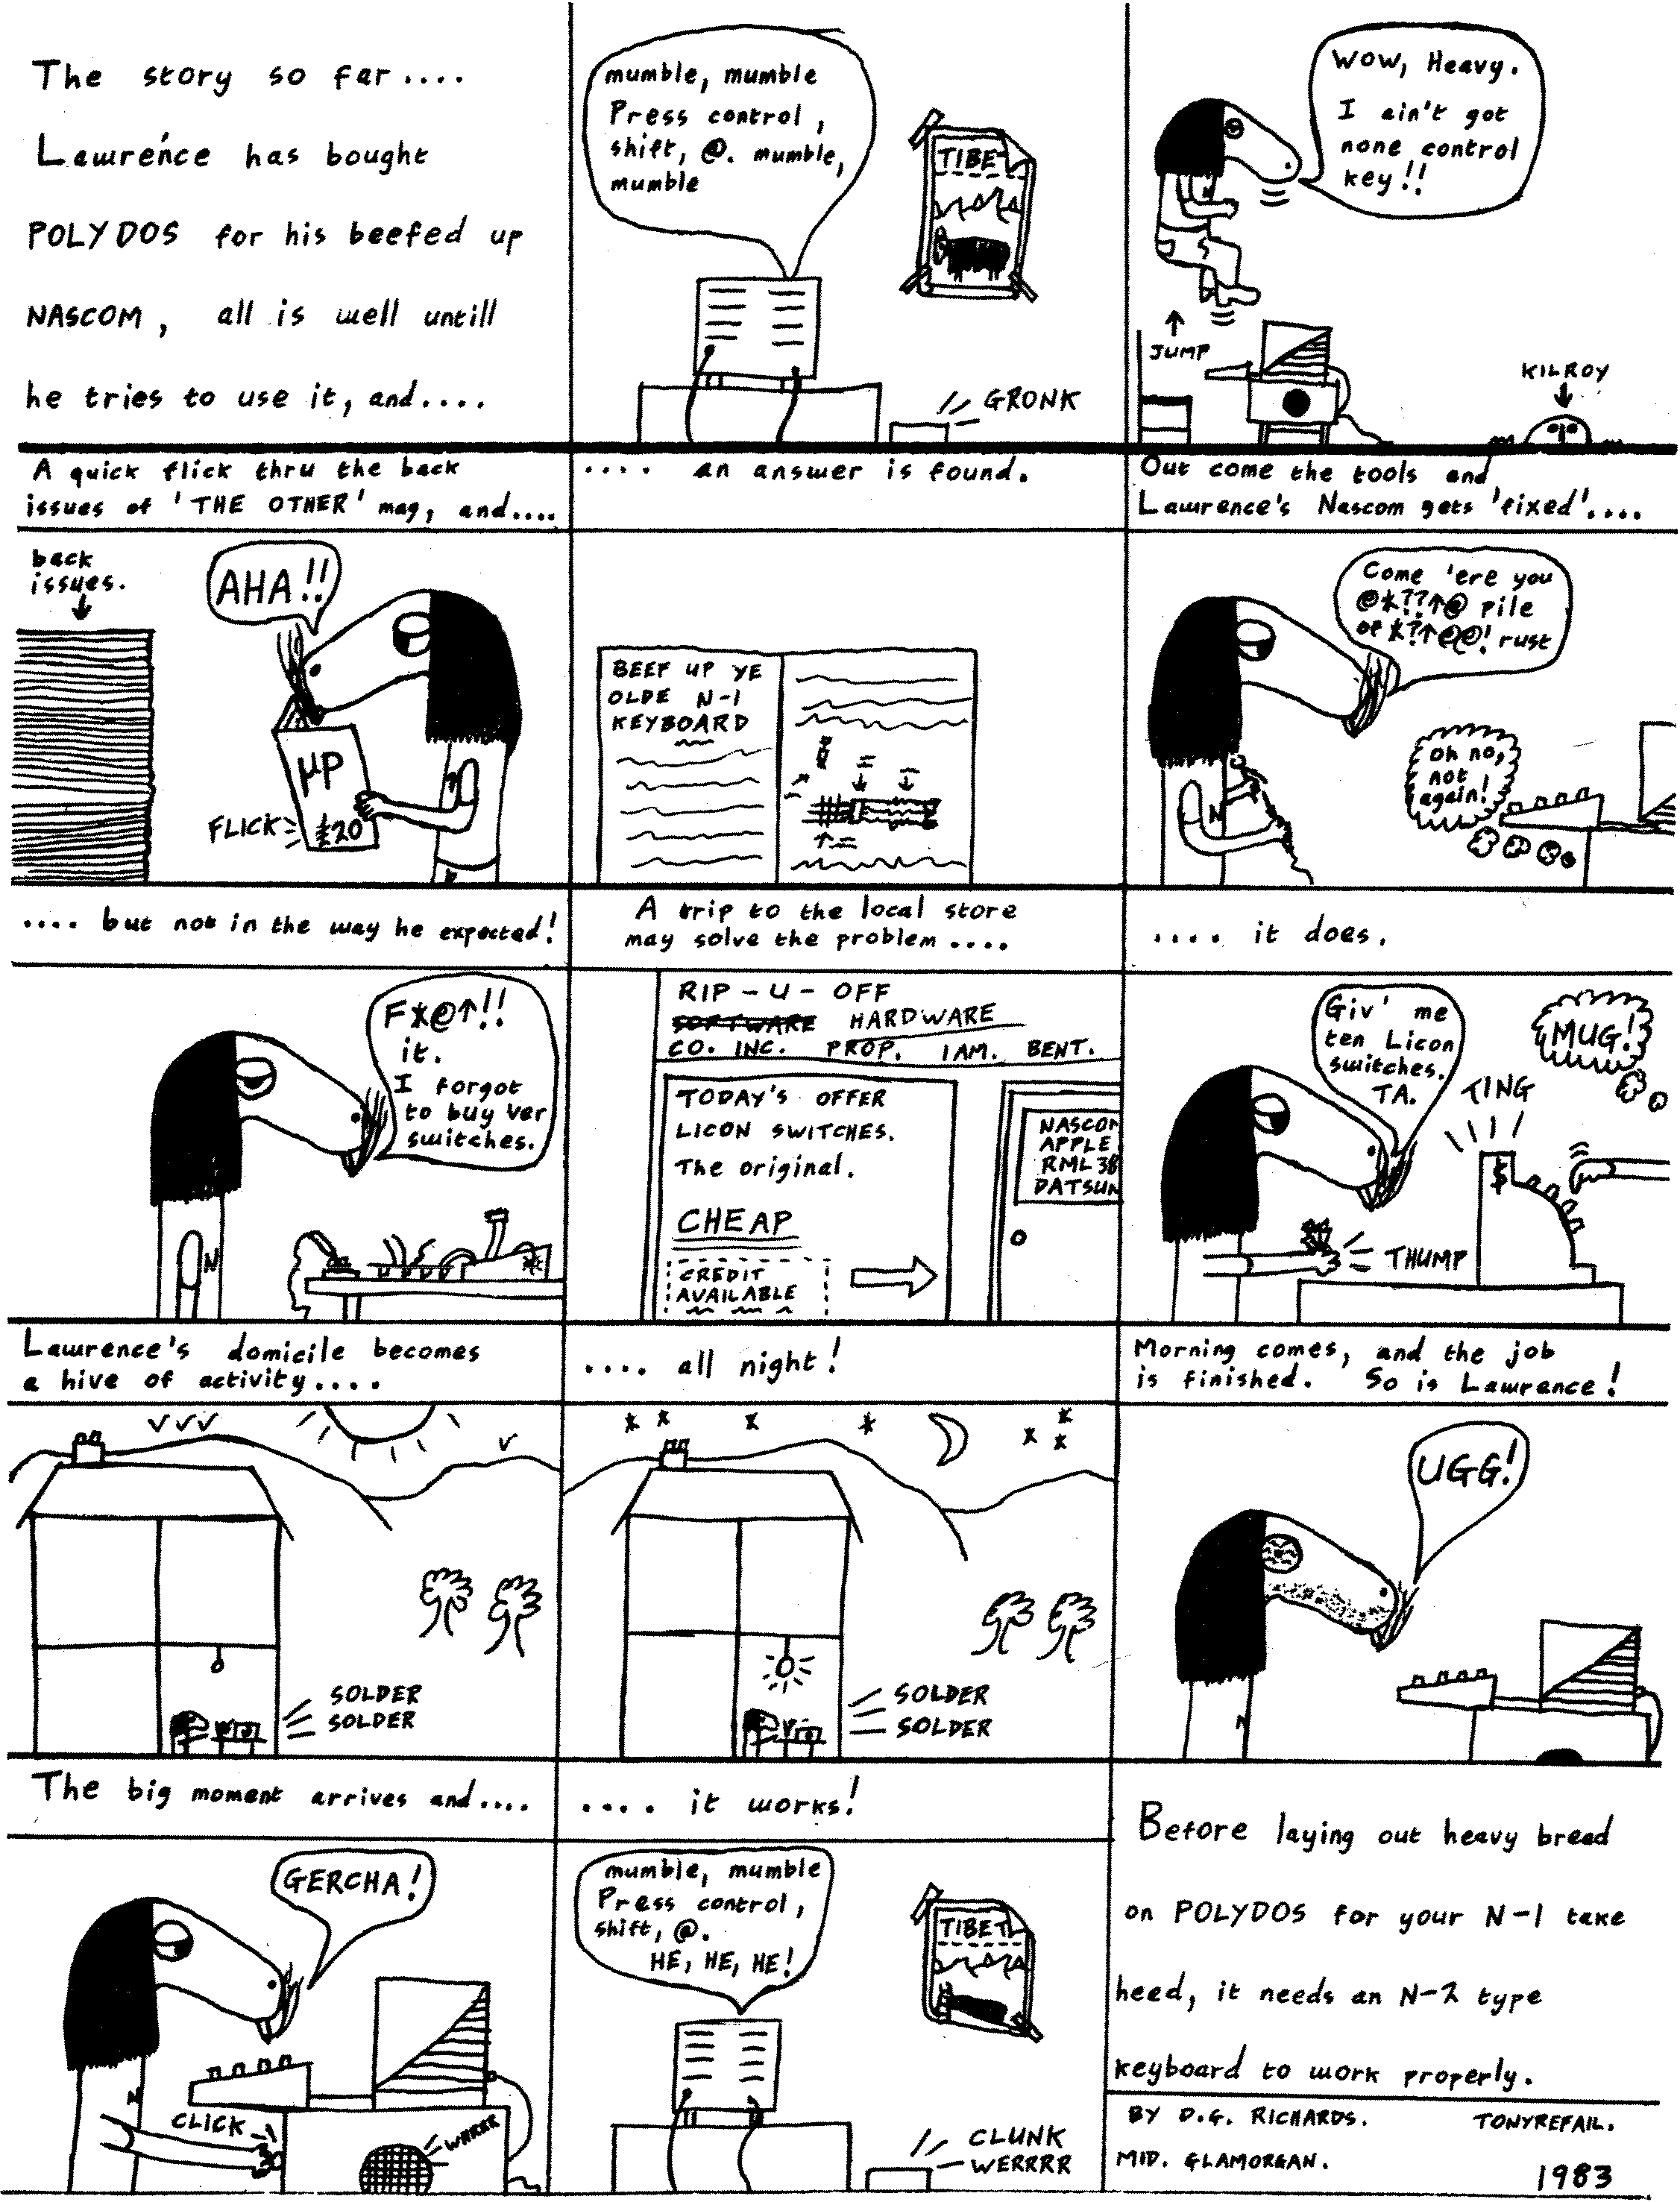 The story so far....
Lawrence has bought
POLYDOS for his beefed up
NASCOM, all is well untill
he tries to use it, and....
mumble, mumble
Press control,
shift, @. mumble,
mumble
TIBET
GRONK
WOW, Heavy.
I ain't got
none control
key!!
JUMP
KILROY
A quick flick thru the back
issues of 'THE OTHER' mag, and....
back
issues.
AHA!!
µP
£20
FLICK
.... an answer is found.
BEEF UP YE
OLDE N-1
KEYBOARD
Out come the tools and
Lawrence's Nascom gets 'fixed'....
Come 'ere you
@*??↑@ pile
of *?↑@@! rust
Oh no,
not
again!
.... but not in the way he expected!
F*@↑!!
it.
I forgot
to buy ver
switches.
N
A trip to the local store
may solve the problem....
RIP-U-OFF
SOFTWARE HARDWARE
CO. INC. PROP. I AM. BENT.
TODAY'S OFFER
LICON SWITCHES.
The original.
CHEAP
CREDIT
AVAILABLE
NASCOM
APPLE
RML 38
DATSUN
.... it does.
Giv' me
ten Licon
switches.
TA.
MUG!
TING
$
THUMP
Lawrence's domicile becomes
a hive of activity....
SOLDER
SOLDER
.... all night!
SOLDER
SOLDER
Morning comes, and the job
is finished. So is Lawrence!
UGG!
The big moment arrives and....
GERCHA!
CLICK
WHRRR
.... it works!
mumble, mumble
Press control,
shift, @.
HE, HE, HE!
TIBET
CLUNK
WERRRR
Before laying out heavy bread
on POLYDOS for your N-1 take
heed, it needs an N-2 type
keyboard to work properly.
BY D.G. RICHARDS. TONYREFAIL.
MID. GLAMORGAN.
1983